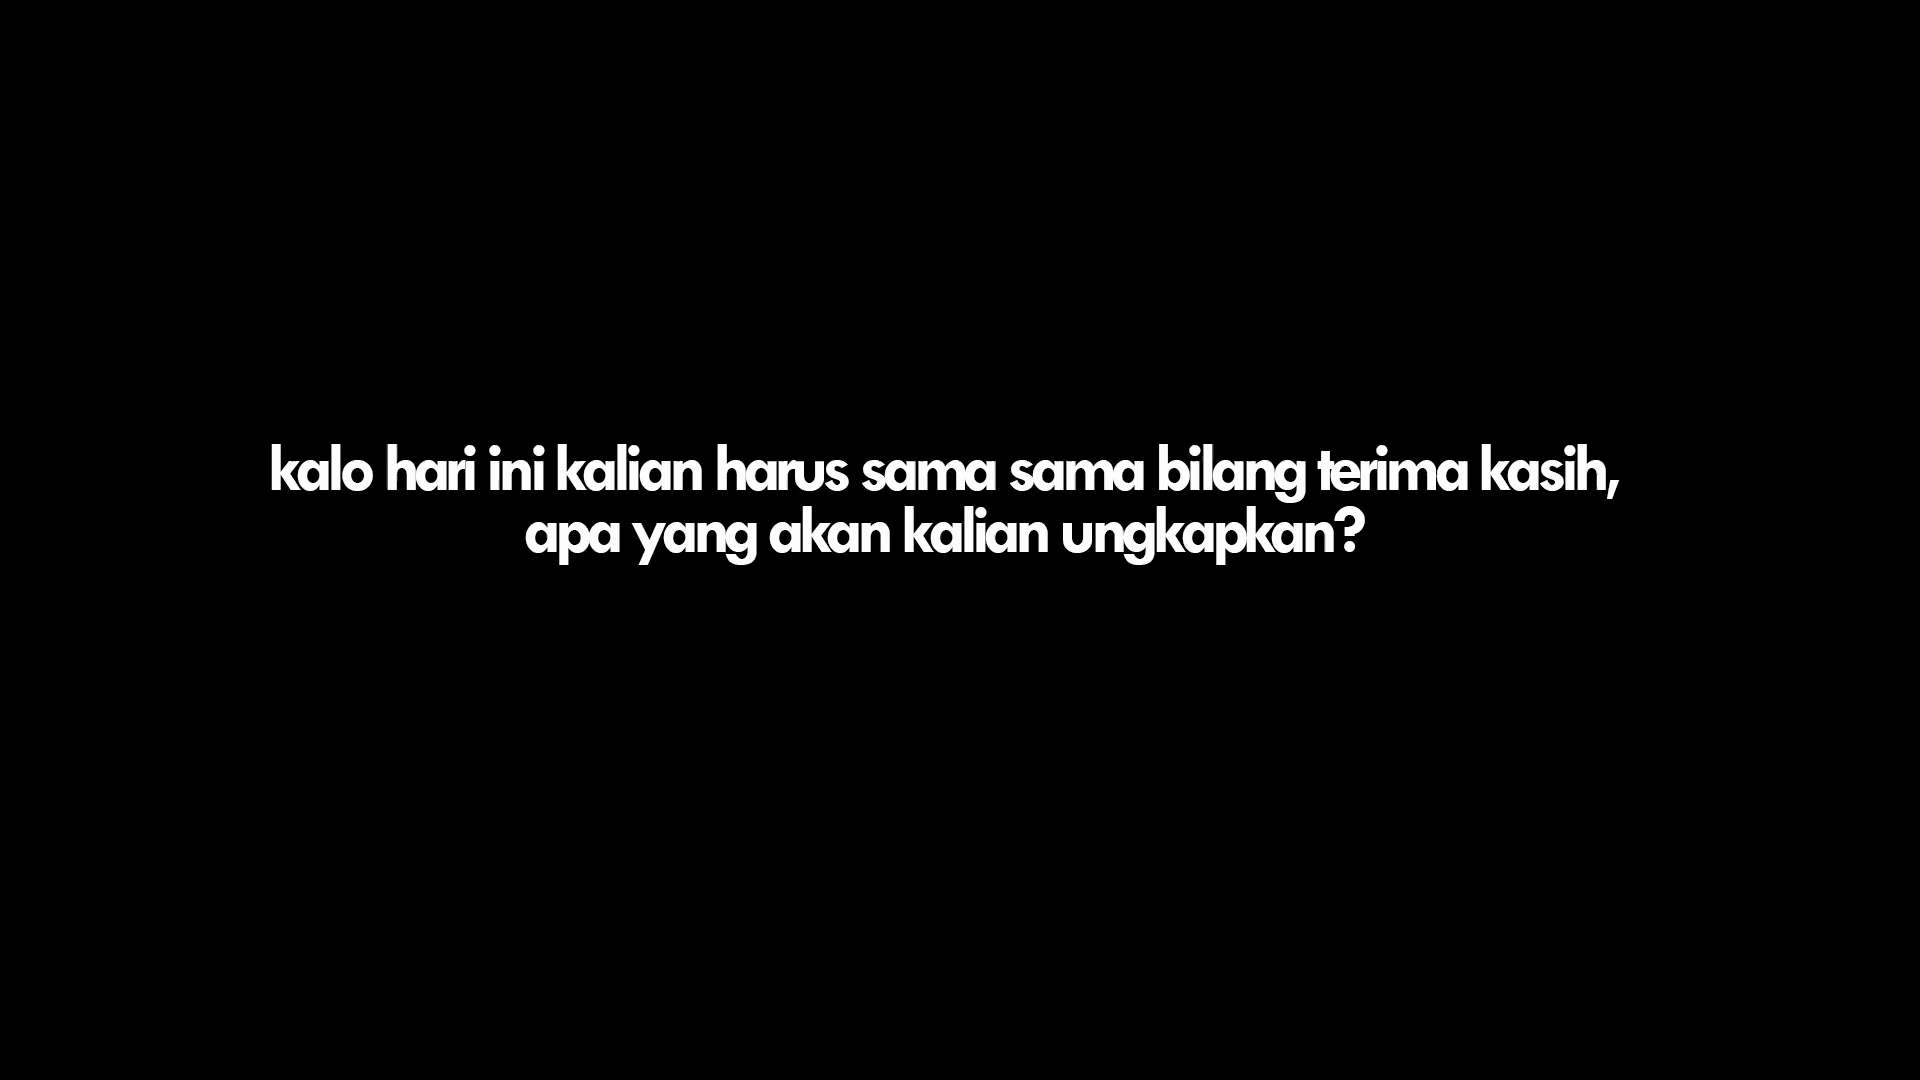 kalo hari ini kalian harus sama sama bilang terima kasih,
apa yang akan kalian ungkapkan?